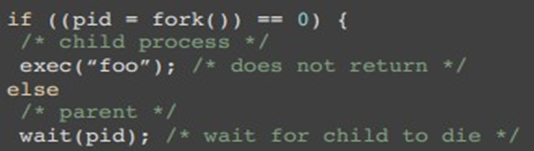 if ((pid = fork()) == 0) {
/* child process */
exec(“foo”); /* does not return */
else
/* parent */
wait(pid); /* wait for child to die */